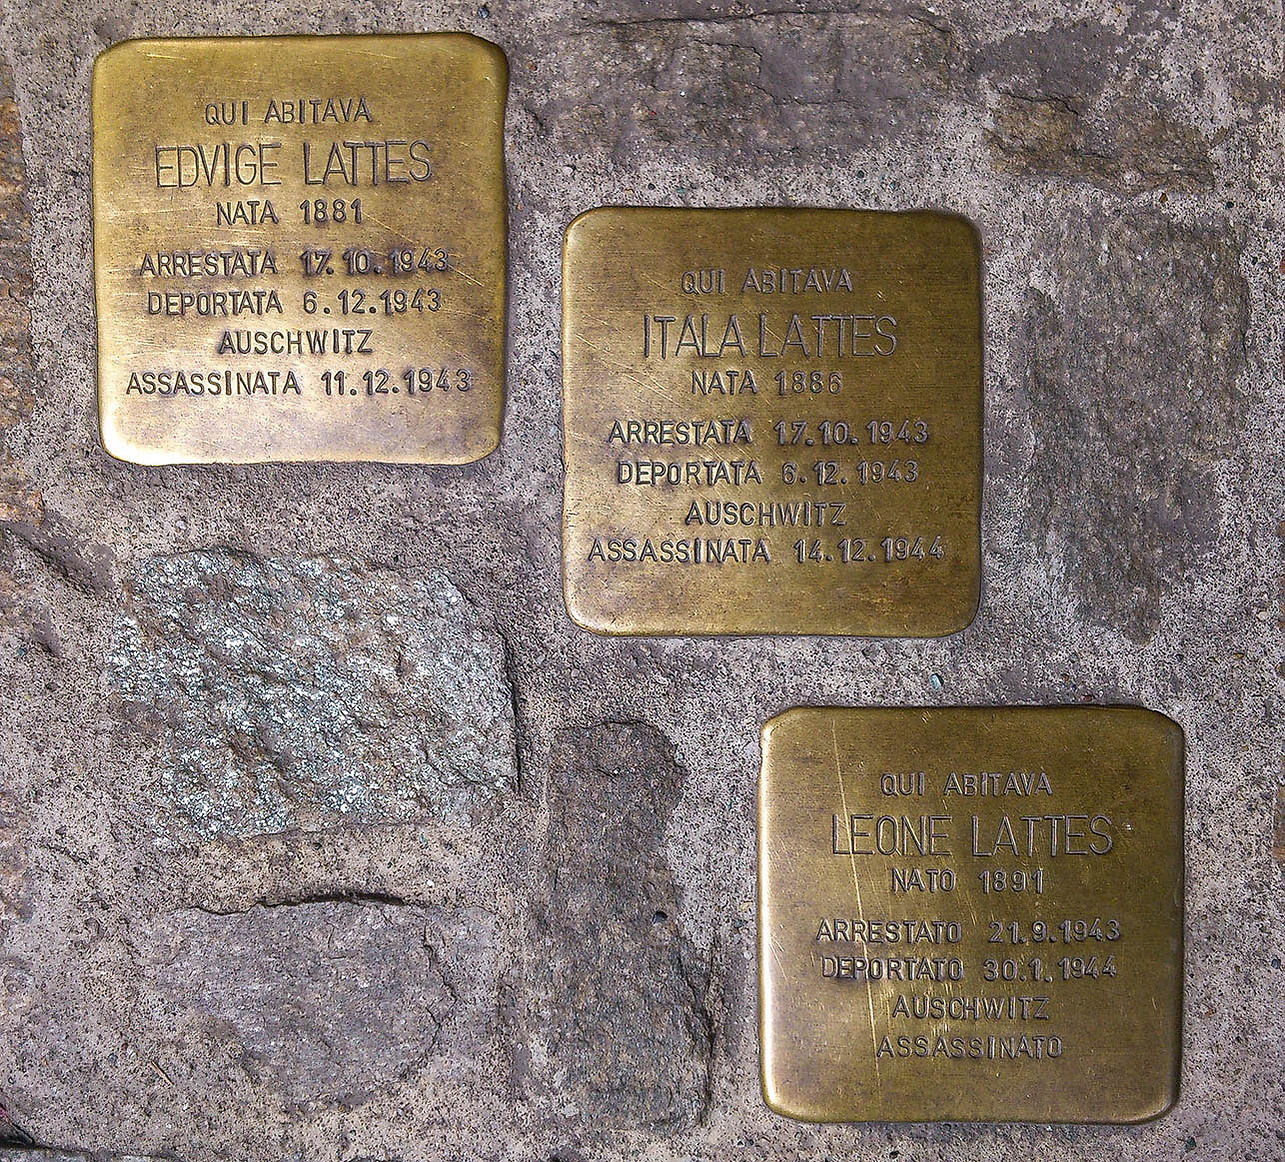 QUI ABITAVA
EDVIGE LATTES
NATA 1881
ARRESTATA 17.10.1943
DEPORTATA 6.12.1943
AUSCHWITZ
ASSASSINATA 11.12.1943
QUI ABITAVA
ITALA LATTES
NATA 1886
ARRESTATA 17.10.1943
DEPORTATA 6.12.1943
AUSCHWITZ
ASSASSINATA 14.12.1944
QUI ABITAVA
LEONE LATTES
NATO 1891
ARRESTATO 21.9.1943
DEPORTATO 30.1.1944
AUSCHWITZ
ASSASSINATO